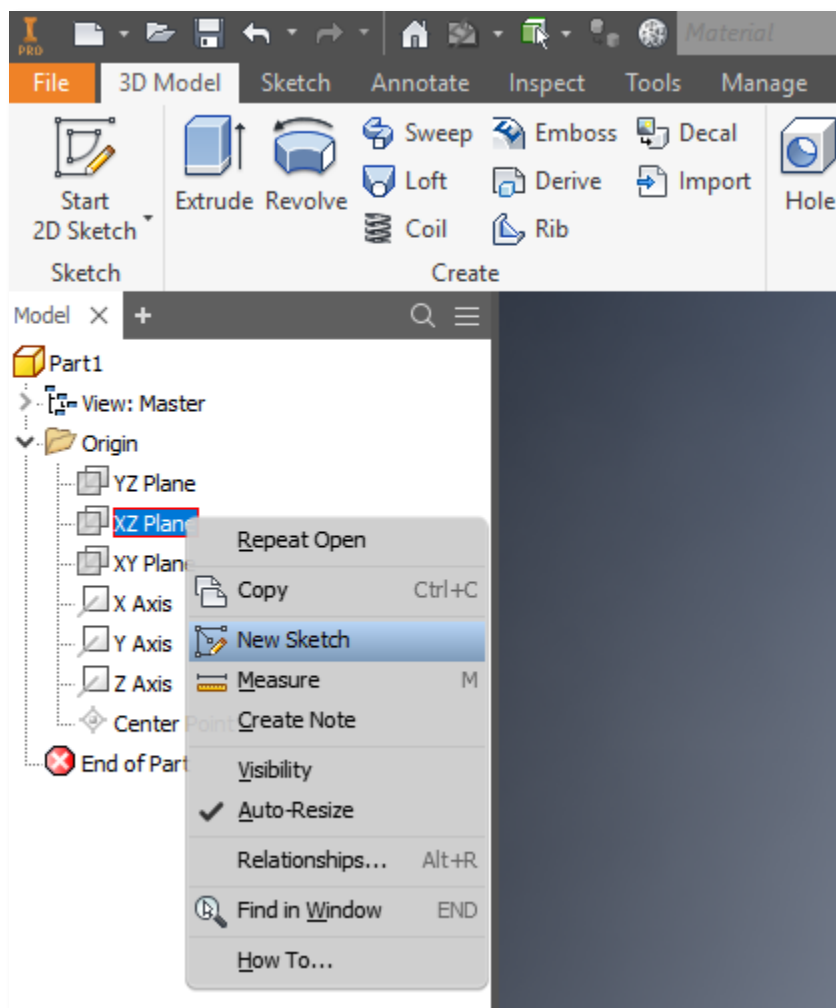 I
PRO
Material
File 3D Model Sketch Annotate Inspect Tools Manage
Start
2D Sketch
Extrude Revolve
Sweep Emboss Decal
Loft Derive Import
Coil Rib
Hole
Sketch Create
Model
Part1
View: Master
Origin
YZ Plane
XZ Plane
XY Plane
X Axis
Y Axis
Z Axis
Center Point
End of Part
Repeat Open
Copy Ctrl+C
New Sketch
Measure M
Create Note
Visibility
Auto-Resize
Relationships... Alt+R
Find in Window END
How To...